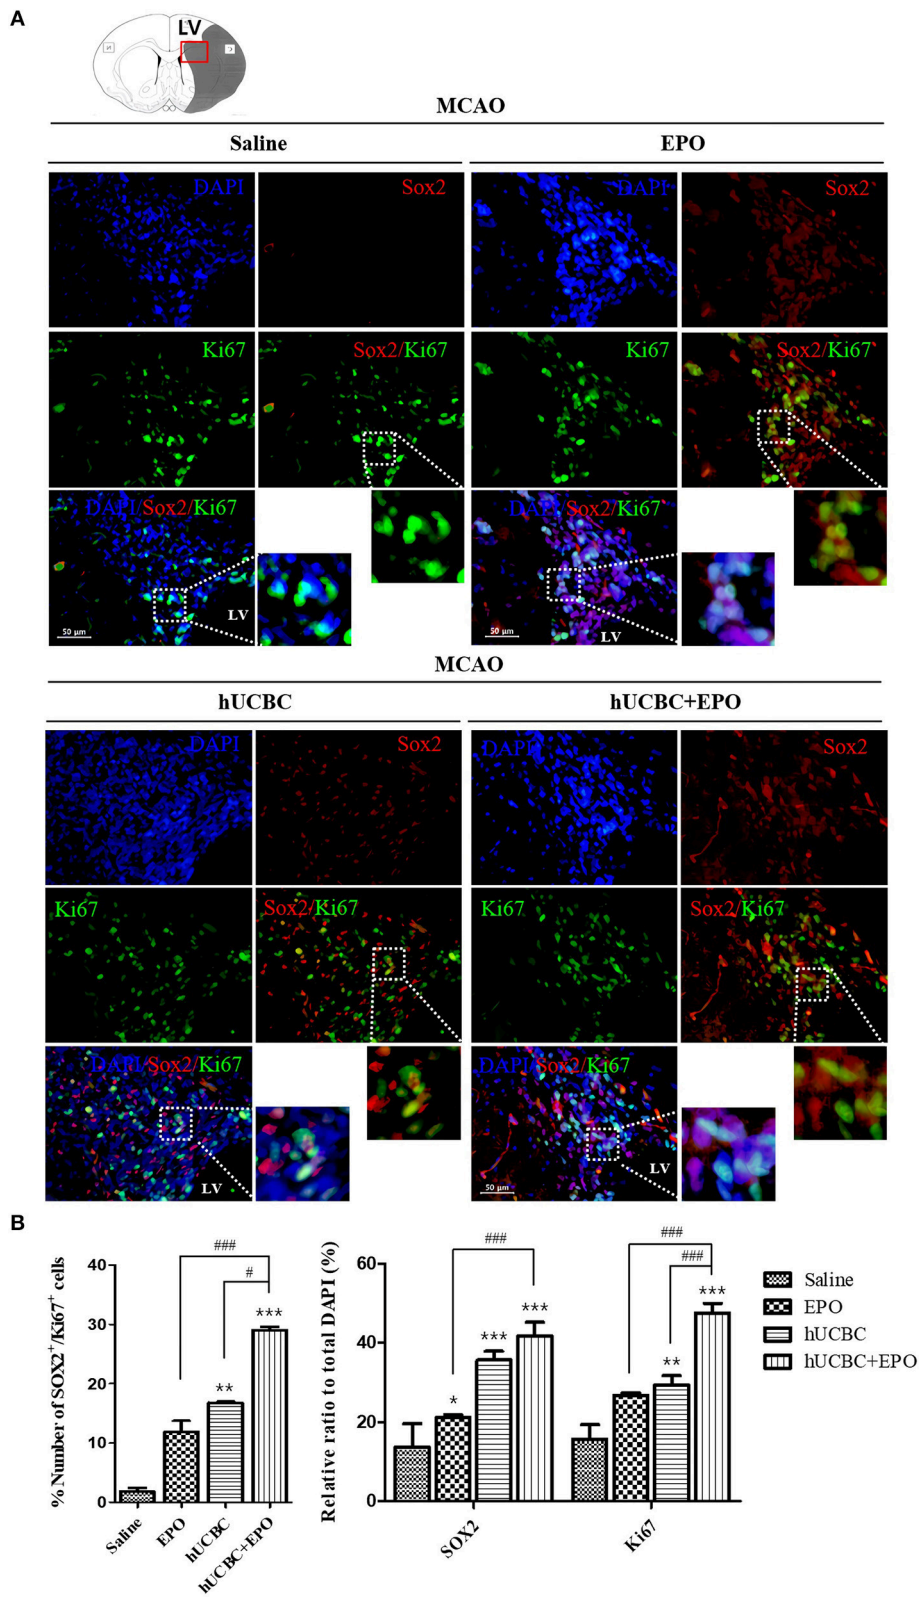 A
LV
MCAO
Saline
EPO
DAPI
Sox2
DAPI
Sox2
Ki67
Sox2/Ki67
Ki67
Sox2/Ki67
DAPI/Sox2/Ki67
LV
50 μm
DAPI/Sox2/Ki67
LV
50 μm
MCAO
hUCBC
hUCBC+EPO
DAPI
Sox2
DAPI
Sox2
Ki67
Sox2/Ki67
Ki67
Sox2/Ki67
DAPI/Sox2/Ki67
LV
DAPI/Sox2/Ki67
LV
50 μm
B
% Number of SOX2+/Ki67+ cells
40
30
20
10
0
###
#
***
**
Saline
EPO
hUCBC
hUCBC+EPO
Relative ratio to total DAPI (%)
60
40
20
0
###
***
***
*
###
###
***
**
SOX2
Ki67
Saline
EPO
hUCBC
hUCBC+EPO